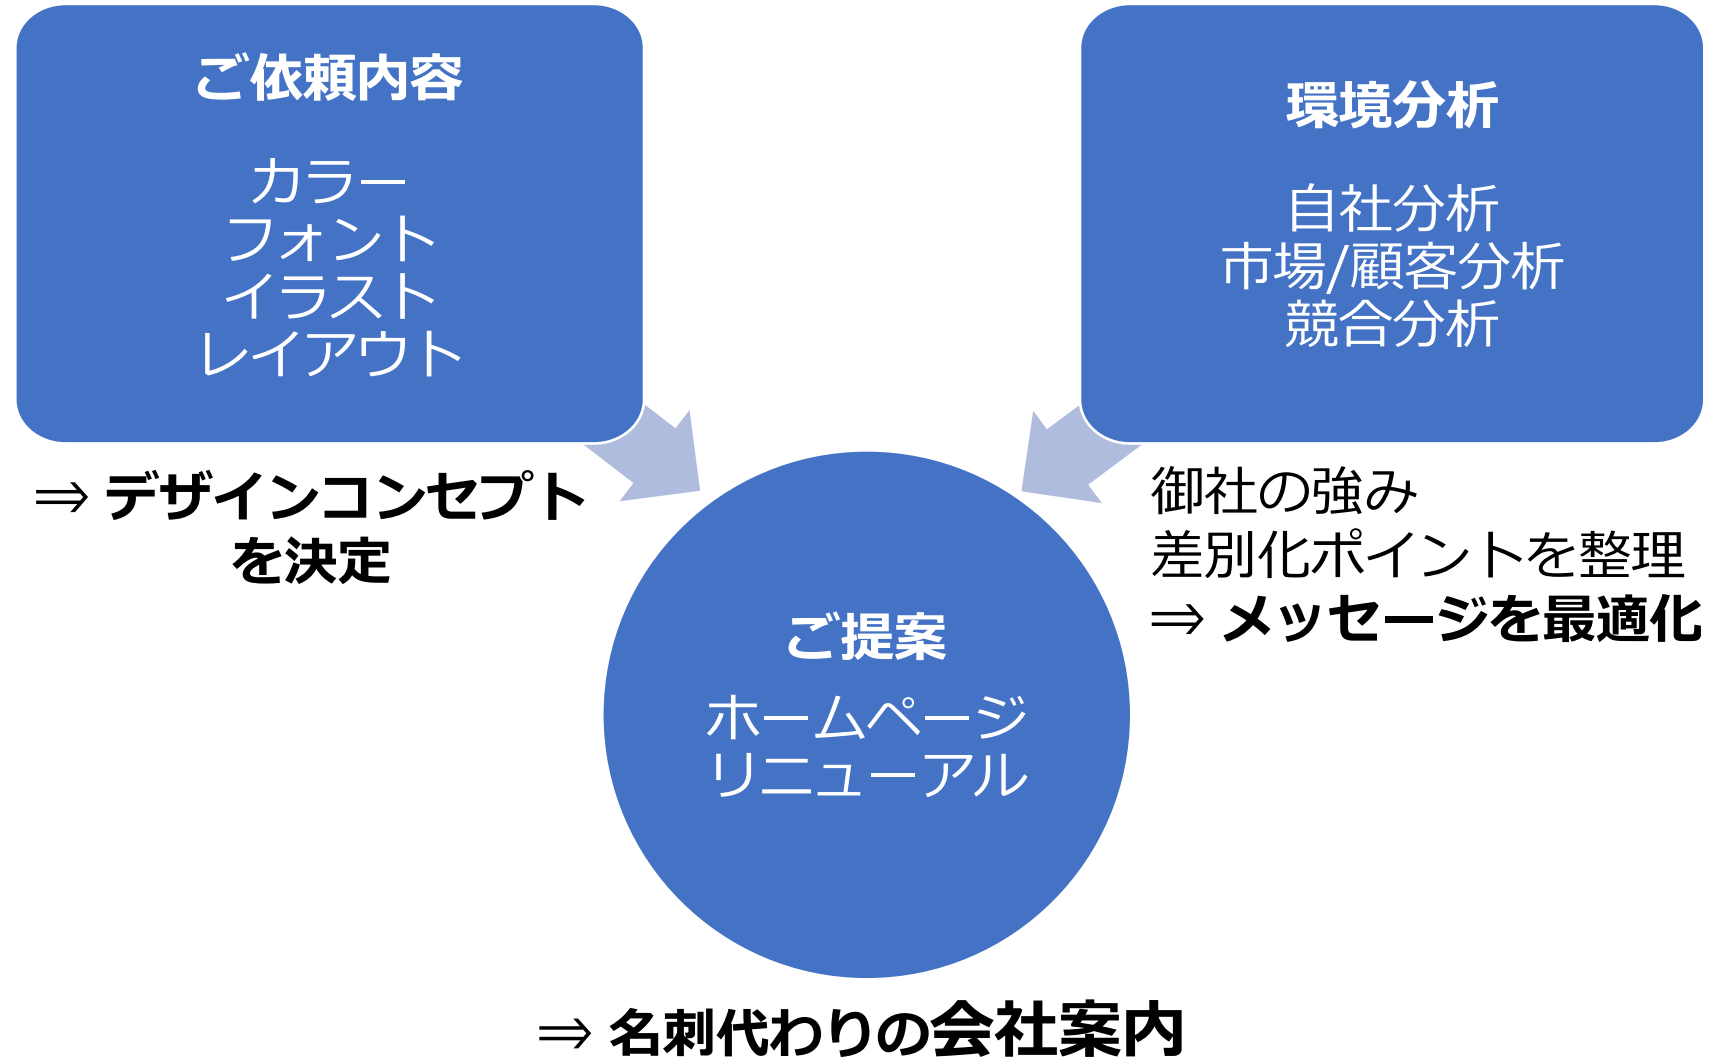 ご依頼内容
カラー
フォント
イラスト
レイアウト
⇒ デザインコンセプト
を決定
環境分析
自社分析
市場/顧客分析
競合分析
御社の強み
差別化ポイントを整理
⇒ メッセージを最適化
ご提案
ホームページ
リニューアル
⇒ 名刺代わりの会社案内